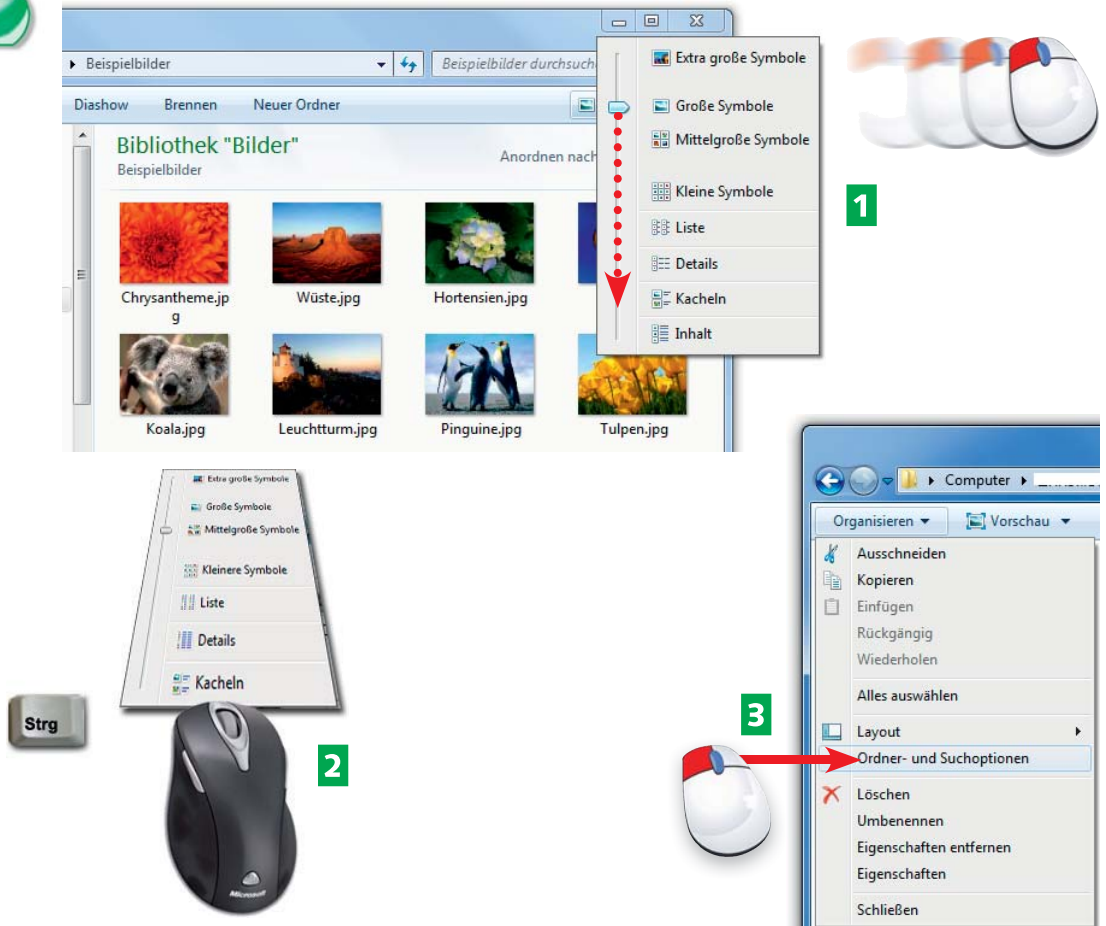 Beispielbilder
Beispielbilder durchsuch
Diashow Brennen Neuer Ordner
Bibliothek "Bilder"
Beispielbilder
Anordnen nach
Chrysantheme.jp
g
Wüste.jpg
Hortensien.jpg
Koala.jpg
Leuchtturm.jpg
Pinguine.jpg
Tulpen.jpg
Extra große Symbole
Große Symbole
Mittelgroße Symbole
Kleine Symbole
Liste
Details
Kacheln
Inhalt
1
Extra große Symbole
Große Symbole
Mittelgroße Symbole
Kleinere Symbole
Liste
Details
Kacheln
Strg
Microsoft
2
3
Computer
Organisieren Vorschau
Ausschneiden
Kopieren
Einfügen
Rückgängig
Wiederholen
Alles auswählen
Layout
Ordner- und Suchoptionen
Löschen
Umbenennen
Eigenschaften entfernen
Eigenschaften
Schließen